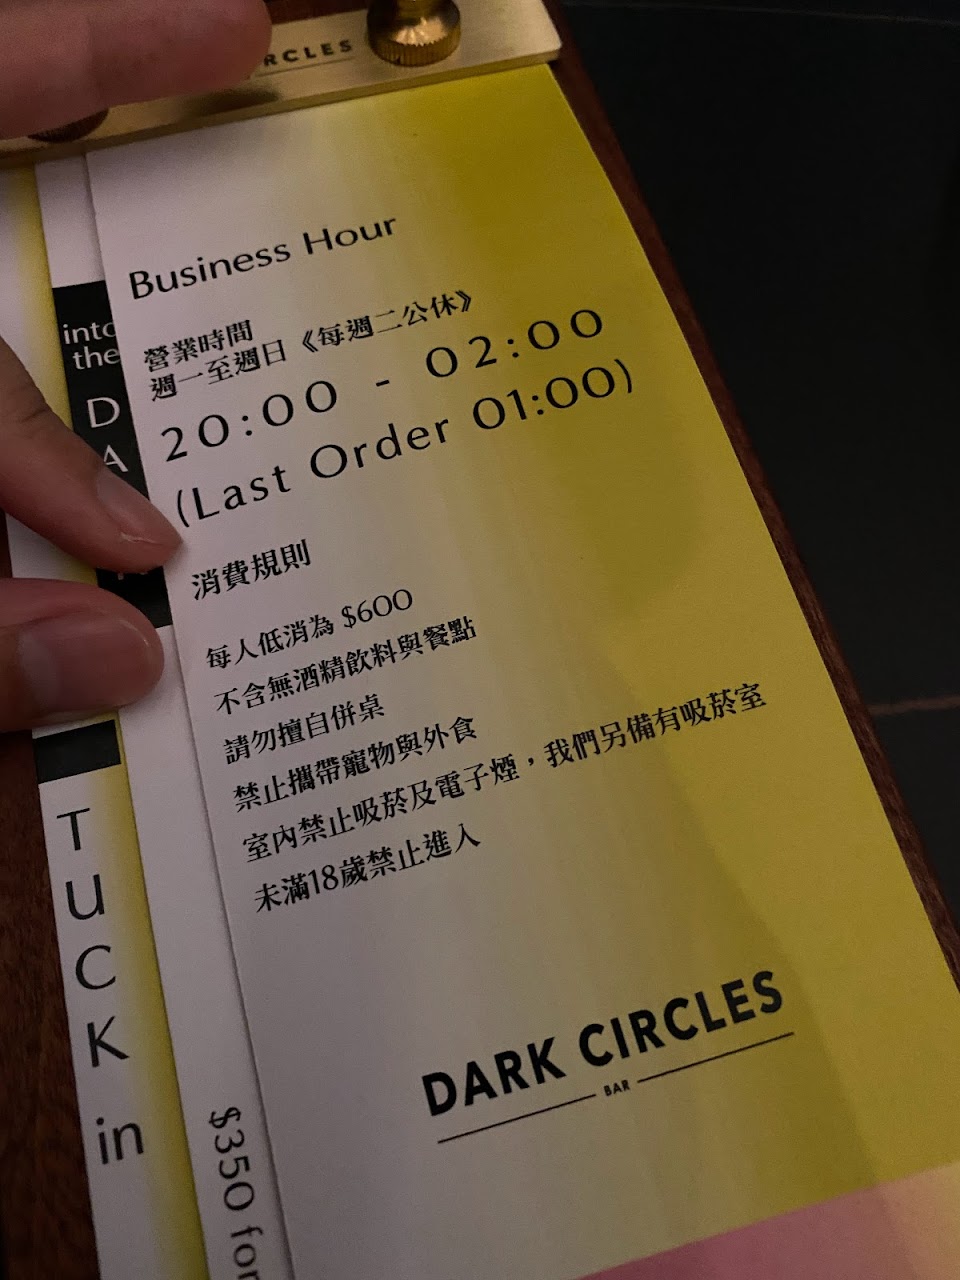 RCLES
Business Hour
營業時間
週一至週日《每週二公休》
20:00 - 02:00
(Last Order 01:00)
消費規則
每人低消為 $600
不含無酒精飲料與餐點
請勿擅自併桌
禁止攜帶寵物與外食
室內禁止吸菸及電子煙，我們另備有吸菸室
未滿18歲禁止進入
DARK CIRCLES
BAR
into
the
D
A
TUCK
in
$350 for